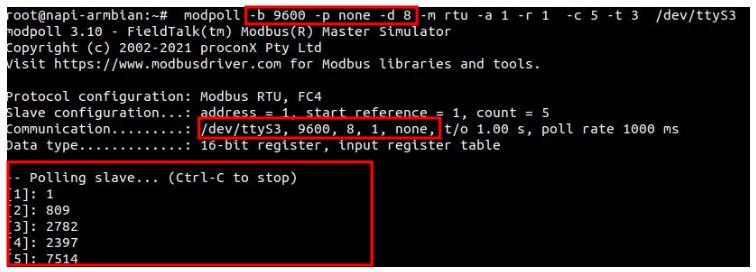 root@napi-armbian:~#  modpoll -b 9600 -p none -d 8 -m rtu -a 1 -r 1  -c 5 -t 3  /dev/ttyS3
modpoll 3.10 - FieldTalk(tm) Modbus(R) Master Simulator
Copyright (c) 2002-2021 proconX Pty Ltd
Visit https://www.modbusdriver.com for Modbus libraries and tools.
Protocol configuration: Modbus RTU, FC4
Slave configuration...: address = 1, start reference = 1, count = 5
Communication.........: /dev/ttyS3, 9600, 8, 1, none, t/o 1.00 s, poll rate 1000 ms
Data type.............: 16-bit register, input register table
-- Polling slave... (Ctrl-C to stop)
[1]: 1
[2]: 809
[3]: 2782
[4]: 2397
[5]: 7514